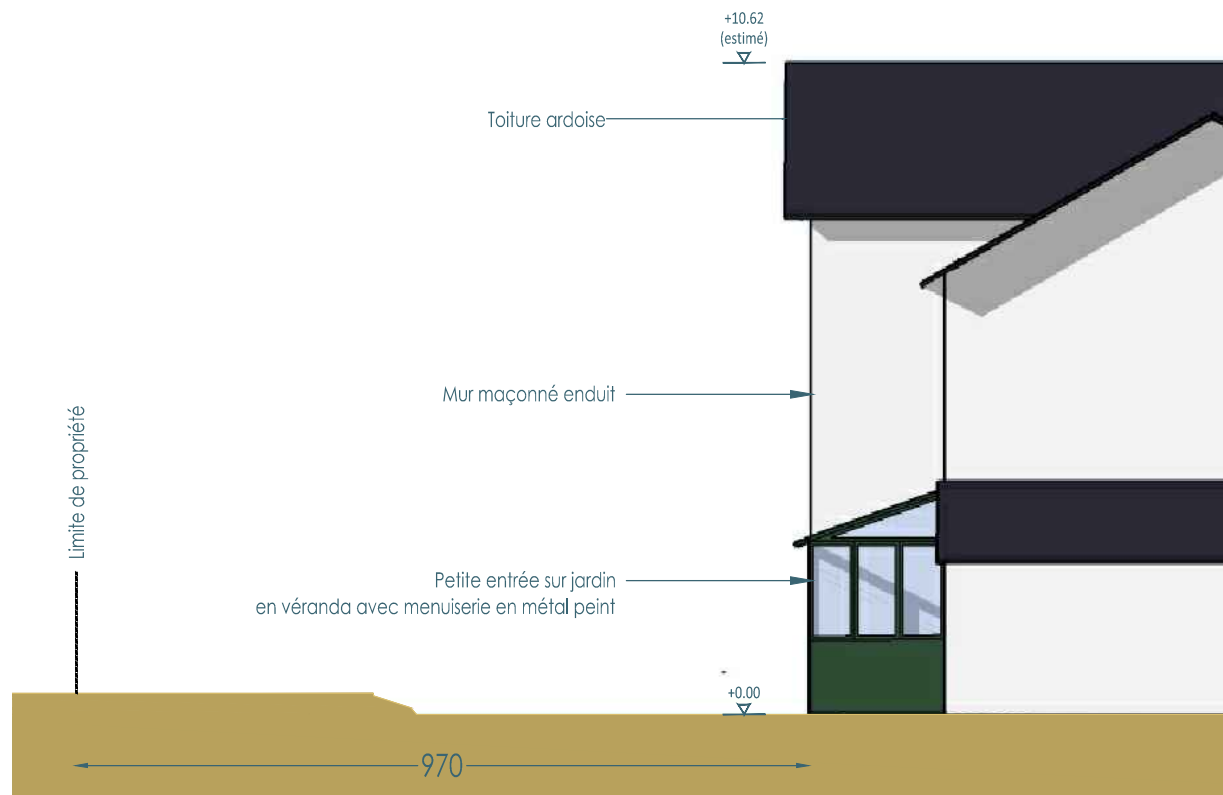 +10.62
(estimé)
Toiture ardoise
Mur maçonné enduit
Limite de propriété
Petite entrée sur jardin
en véranda avec menuiserie en métal peint
+0.00
970